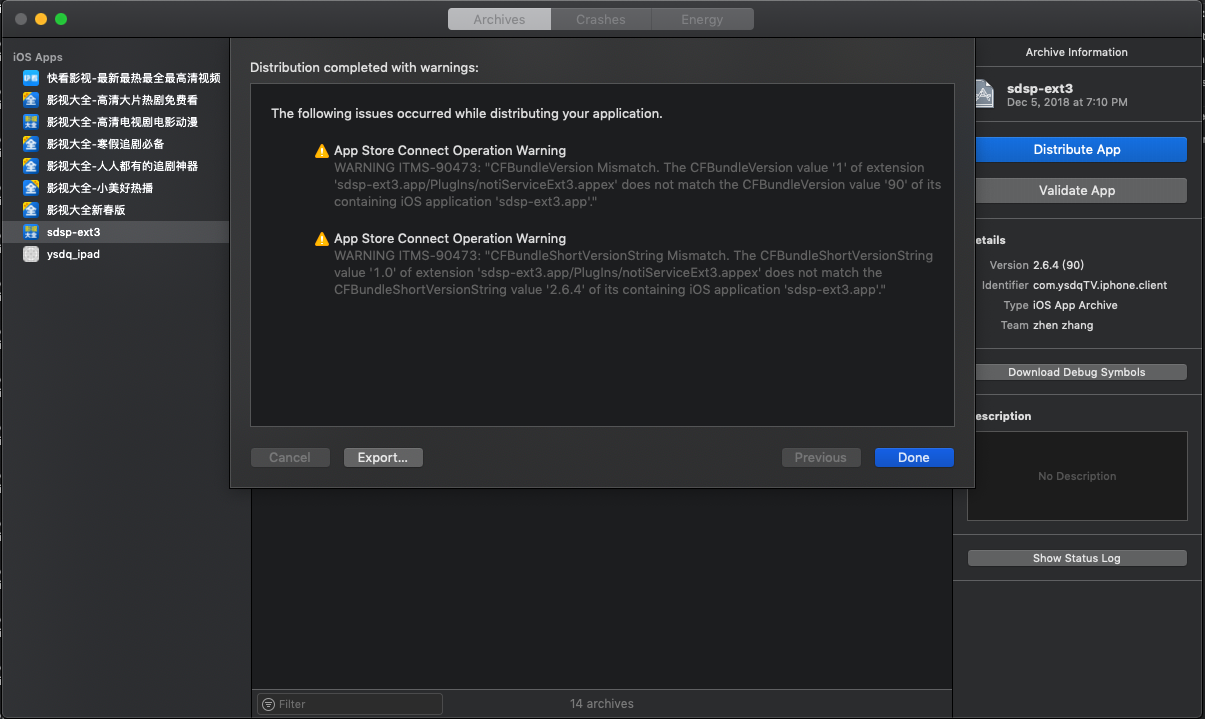 Archives
Crashes
Energy
iOS Apps
快看影视-最新最热最全最高清视频
影视大全-高清大片热剧免费看
影视大全-高清电视剧电影动漫
影视大全-寒假追剧必备
影视大全-人人都有的追剧神器
影视大全-小美好热播
影视大全新春版
sdsp-ext3
ysdq_ipad
Distribution completed with warnings:
The following issues occurred while distributing your application.
App Store Connect Operation Warning
WARNING ITMS-90473: "CFBundleVersion Mismatch. The CFBundleVersion value '1' of extension
'sdsp-ext3.app/PlugIns/notiServiceExt3.appex' does not match the CFBundleVersion value '90' of its
containing iOS application 'sdsp-ext3.app'."
App Store Connect Operation Warning
WARNING ITMS-90473: "CFBundleShortVersionString Mismatch. The CFBundleShortVersionString
value '1.0' of extension 'sdsp-ext3.app/PlugIns/notiServiceExt3.appex' does not match the
CFBundleShortVersionString value '2.6.4' of its containing iOS application 'sdsp-ext3.app'."
Cancel
Export...
Previous
Done
Archive Information
sdsp-ext3
Dec 5, 2018 at 7:10 PM
Distribute App
Validate App
etails
Version 2.6.4 (90)
Identifier com.ysdqTV.iphone.client
Type iOS App Archive
Team zhen zhang
Download Debug Symbols
escription
No Description
Show Status Log
Filter
14 archives